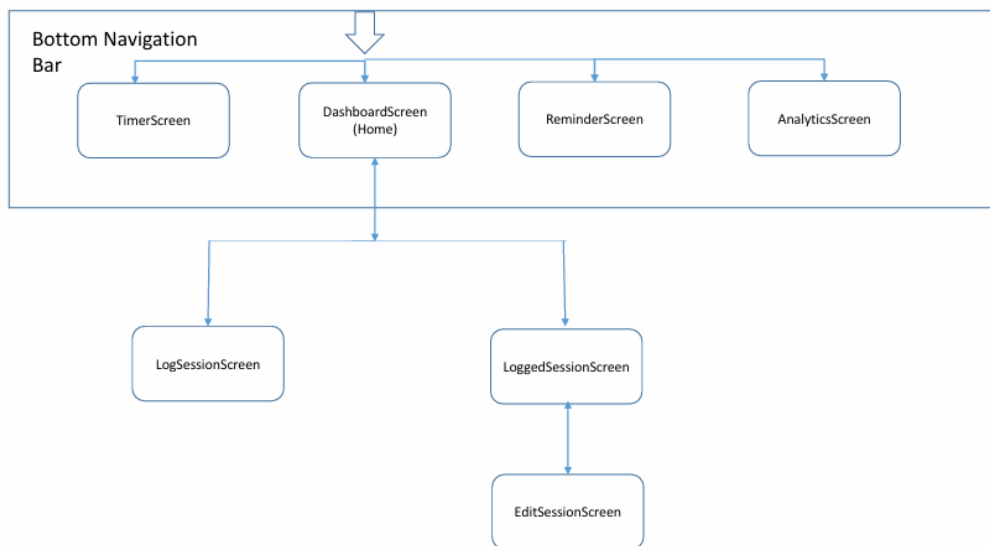 Bottom Navigation
Bar
TimerScreen
DashboardScreen
(Home)
ReminderScreen
AnalyticsScreen
LogSessionScreen
LoggedSessionScreen
EditSessionScreen